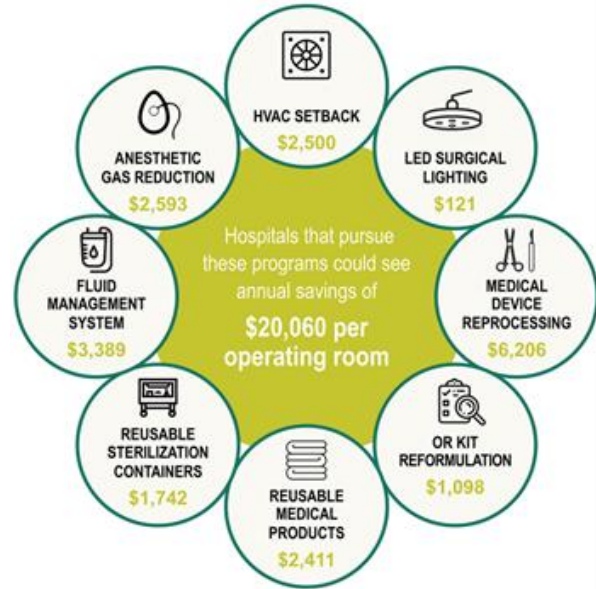 HVAC SETBACK
$2,500
LED SURGICAL
LIGHTING
$121
MEDICAL
DEVICE
REPROCESSING
$6,206
OR KIT
REFORMULATION
$1,098
REUSABLE
MEDICAL
PRODUCTS
$2,411
REUSABLE
STERILIZATION
CONTAINERS
$1,742
FLUID
MANAGEMENT
SYSTEM
$3,389
ANESTHETIC
GAS REDUCTION
$2,593
Hospitals that pursue
these programs could see
annual savings of
$20,060 per
operating room